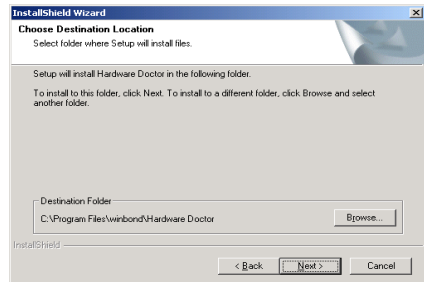 InstallShield Wizard
Choose Destination Location
Select folder where Setup will install files.
Setup will install Hardware Doctor in the following folder.
To install to this folder, click Next. To install to a different folder, click Browse and select
another folder.
Destination Folder
C:\Program Files\winbond\Hardware Doctor
Browse...
InstallShield
< Back
Next >
Cancel